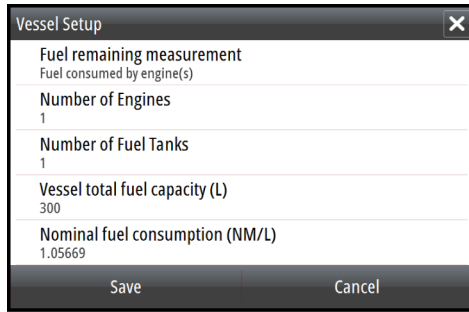 Vessel Setup
Fuel remaining measurement
Fuel consumed by engine(s)
Number of Engines
1
Number of Fuel Tanks
1
Vessel total fuel capacity (L)
300
Nominal fuel consumption (NM/L)
1.05669
Save Cancel